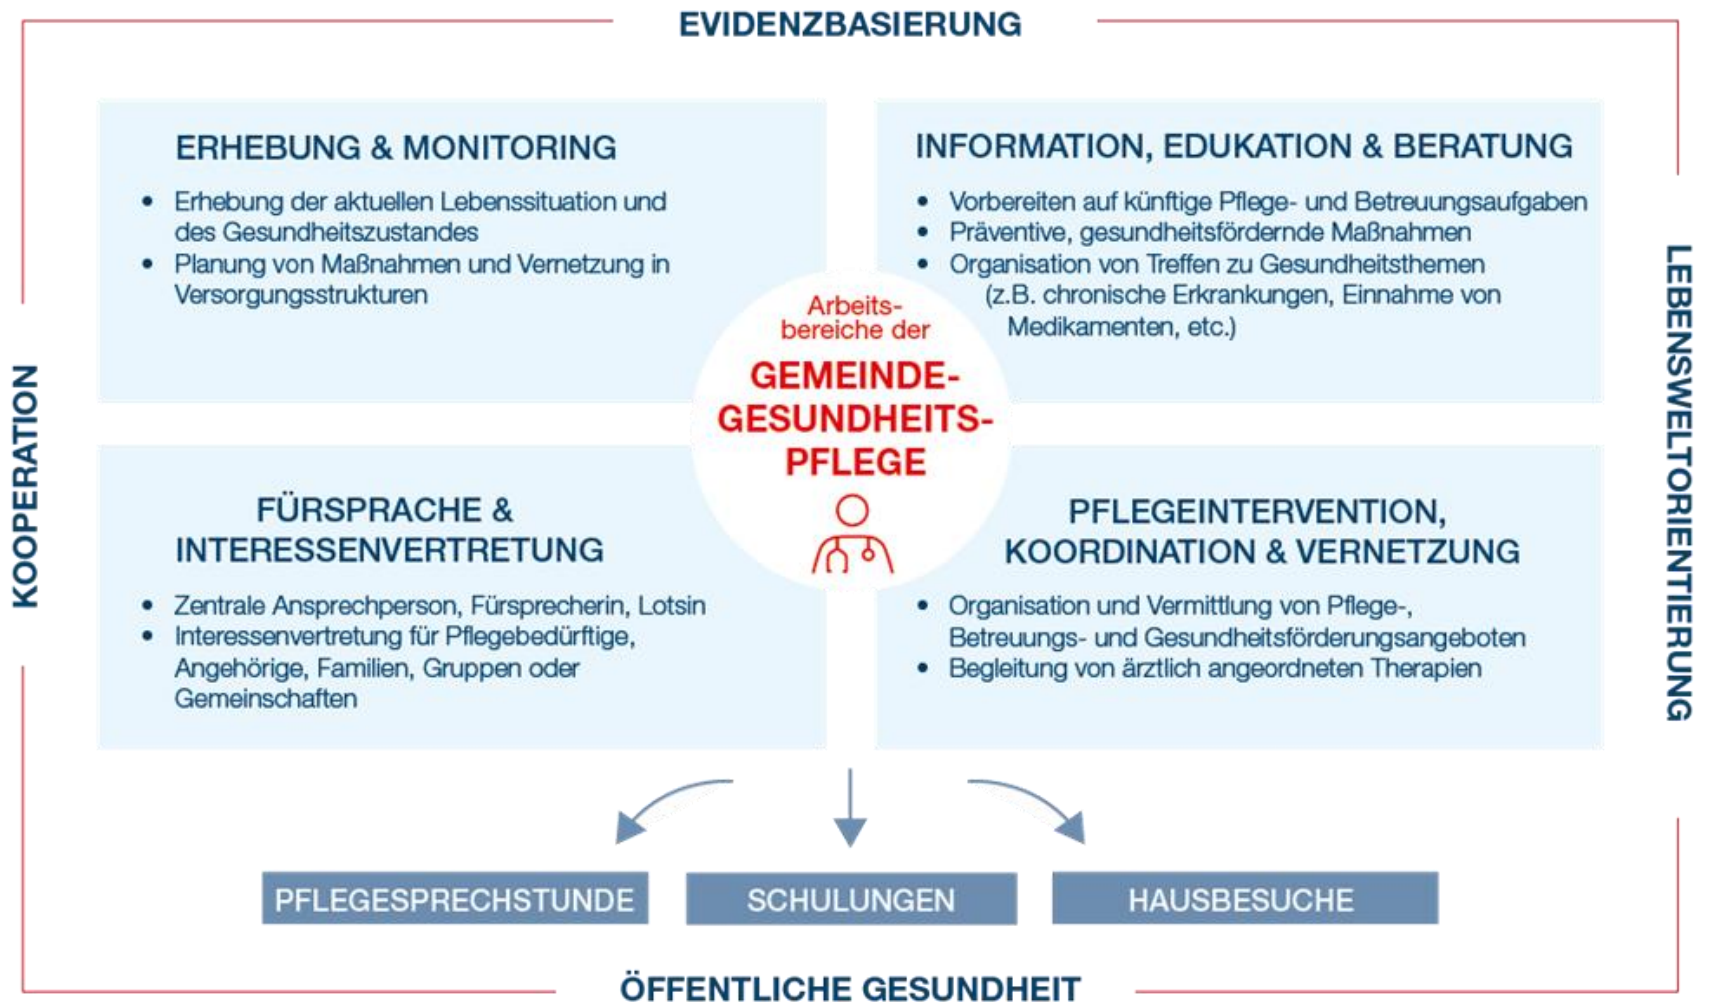 EVIDENZBASIERUNG
ERHEBUNG & MONITORING
• Erhebung der aktuellen Lebenssituation und
des Gesundheitszustandes
• Planung von Maßnahmen und Vernetzung in
Versorgungsstrukturen
INFORMATION, EDUKATION & BERATUNG
• Vorbereiten auf künftige Pflege- und Betreuungsaufgaben
• Präventive, gesundheitsfördernde Maßnahmen
• Organisation von Treffen zu Gesundheitsthemen
(z.B. chronische Erkrankungen, Einnahme von
Medikamenten, etc.)
Arbeits-
bereiche der
GEMEINDE-
GESUNDHEITS-
PFLEGE
KOOPERATION
LEBENSWELTORIENTIERUNG
FÜRSPRACHE &
INTERESSENVERTRETUNG
• Zentrale Ansprechperson, Fürsprecherin, Lotsin
• Interessenvertretung für Pflegebedürftige,
Angehörige, Familien, Gruppen oder
Gemeinschaften
PFLEGEINTERVENTION,
KOORDINATION & VERNETZUNG
• Organisation und Vermittlung von Pflege-,
Betreuungs- und Gesundheitsförderungsangeboten
• Begleitung von ärztlich angeordneten Therapien
PFLEGESPRECHSTUNDE
SCHULUNGEN
HAUSBESUCHE
ÖFFENTLICHE GESUNDHEIT